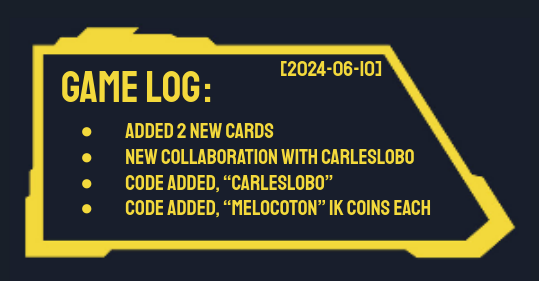 [2024-06-10]
GAME LOG:
● ADDED 2 NEW CARDS
● NEW COLLABORATION WITH CARLESLOBO
● CODE ADDED, “CARLESLOBO”
● CODE ADDED, “MELOCOTON” 1K COINS EACH